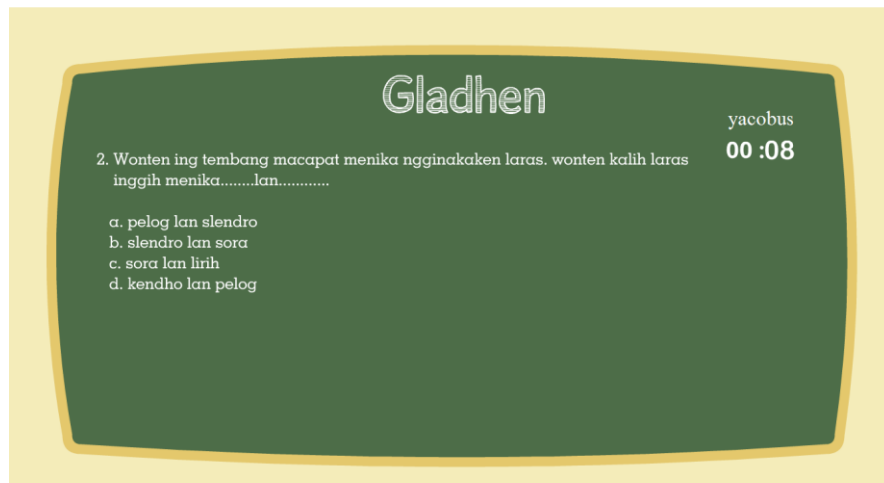 Gladhen
yacobus
00 :08
2. Wonten ing tembang macapat menika ngginakaken laras. wonten kalih laras
inggih menika........lan............
a. pelog lan slendro
b. slendro lan sora
c. sora lan lirih
d. kendho lan pelog